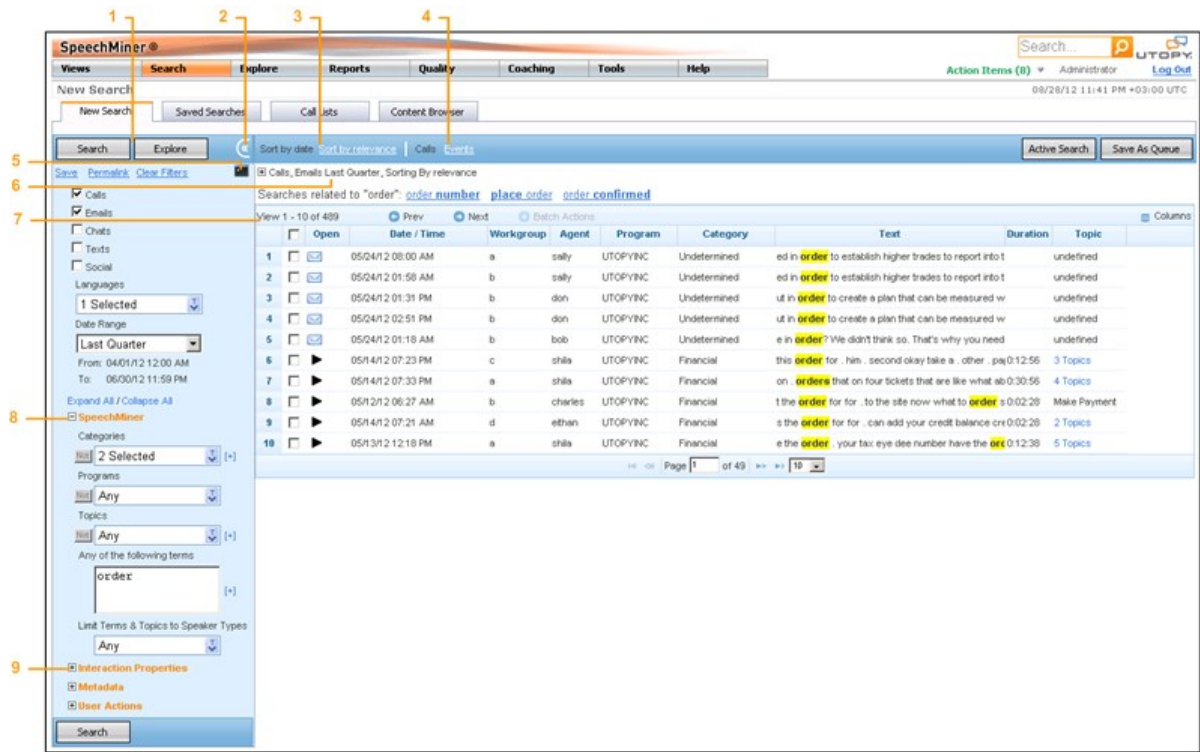 1 2 3 4
SpeechMiner ® Search... UTOPY
Views Search Explore Reports Quality Coaching Tools Help Action Items (8) Administrator Log Out
New Search 08/28/12 11:41 PM +03:00 UTC
New Search Saved Searches Call Lists Content Browser
Search Explore Sort by date Sort by relevance Calls Events Active Search Save As Queue
5
Save Permalink Clear Filters Calls, Emails Last Quarter, Sorting By relevance
6
Calls Searches related to "order": order number place order order confirmed
7 Emails View 1 - 10 of 489 Prev Next Batch Actions Columns
Chats Open Date / Time Workgroup Agent Program Category Text Duration Topic
Texts 1 05/24/12 08:00 AM a sally UTOPYINC Undetermined ed in order to establish higher trades to report into t undefined
Social 2 05/24/12 01:58 AM b sally UTOPYINC Undetermined ed in order to establish higher trades to report into t undefined
Languages 3 05/24/12 01:31 PM b don UTOPYINC Undetermined ut in order to create a plan that can be measured w undefined
1 Selected 4 05/24/12 02:51 PM b don UTOPYINC Undetermined ut in order to create a plan that can be measured w undefined
Date Range 5 05/24/12 01:18 AM b bob UTOPYINC Undetermined e in order? We didn't think so. That's why you need undefined
Last Quarter 6 05/14/12 07:23 PM c shila UTOPYINC Financial this order for . him . second okay take a . other . pay 0:12:56 3 Topics
From: 04/01/12 12:00 AM 7 05/14/12 07:33 PM a shila UTOPYINC Financial on . orders that on four tickets that are like what ab 0:30:56 4 Topics
To: 06/30/12 11:59 PM 8 05/12/12 06:27 AM b charles UTOPYINC Financial t the order for for . to the site now what to order s 0:02:28 Make Payment
Expand All / Collapse All
8 SpeechMiner 9 05/14/12 07:21 AM d ethan UTOPYINC Financial s the order for for . can add your credit balance cre 0:02:28 2 Topics
Categories 10 05/13/12 12:18 PM a shila UTOPYINC Financial e the order . your tax eye dee number have the orc 0:12:38 5 Topics
Not 2 Selected [+] Page 1 of 49 10
Programs
Not Any
Topics
Not Any [+]
Any of the following terms
order
[+]
Limit Terms & Topics to Speaker Types
Any
9 Interaction Properties
Metadata
User Actions
Search